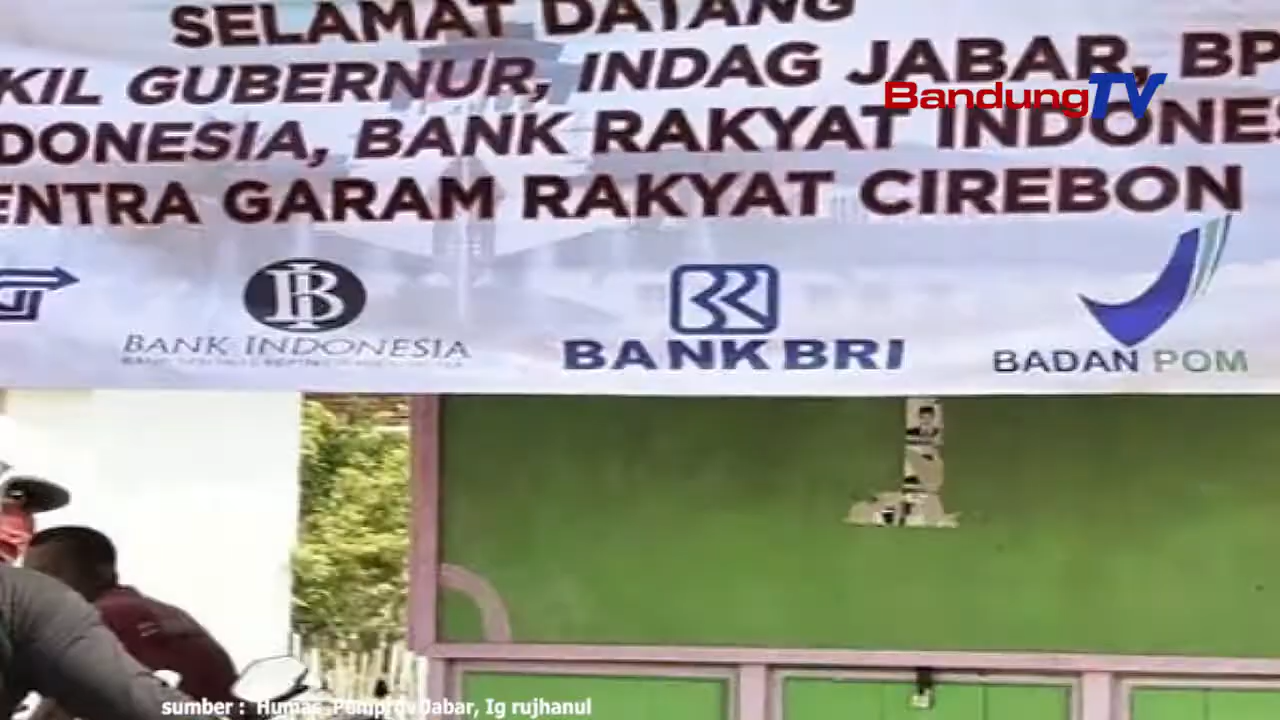 SELAMAT DATANG
KIL GUBERNUR, INDAG JABAR, BP
DONESIA, BANK RAKYAT INDONES
ENTRA GARAM RAKYAT CIREBON
BandungTV
BANK INDONESIA
BANK BRI
BADAN POM
sumber : Humas Pemprov Jabar, Ig rujhanul